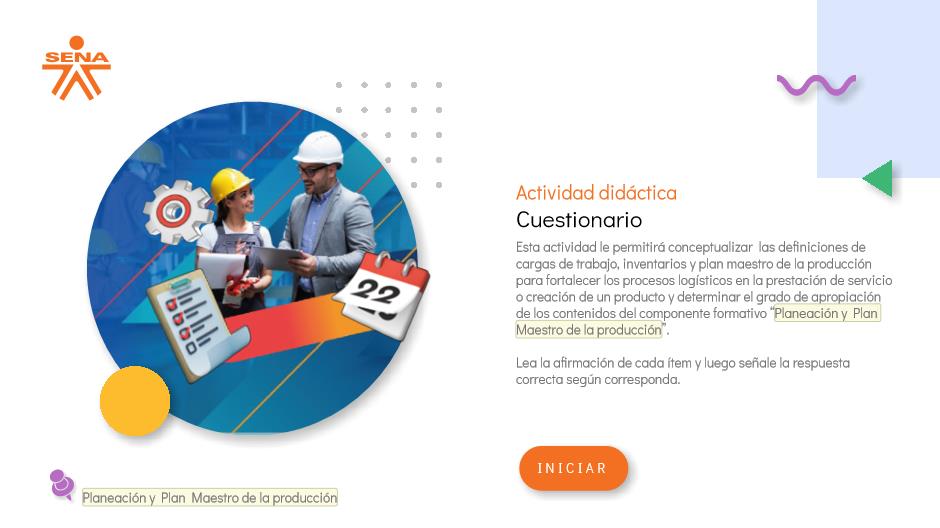 SENA
22
Actividad didáctica
Cuestionario
Esta actividad le permitirá conceptualizar las definiciones de
cargas de trabajo, inventarios y plan maestro de la producción
para fortalecer los procesos logísticos en la prestación de servicio
o creación de un producto y determinar el grado de apropiación
de los contenidos del componente formativo “Planeación y Plan
Maestro de la producción”.
Lea la afirmación de cada ítem y luego señale la respuesta
correcta según corresponda.
INICIAR
Planeación y Plan Maestro de la producción